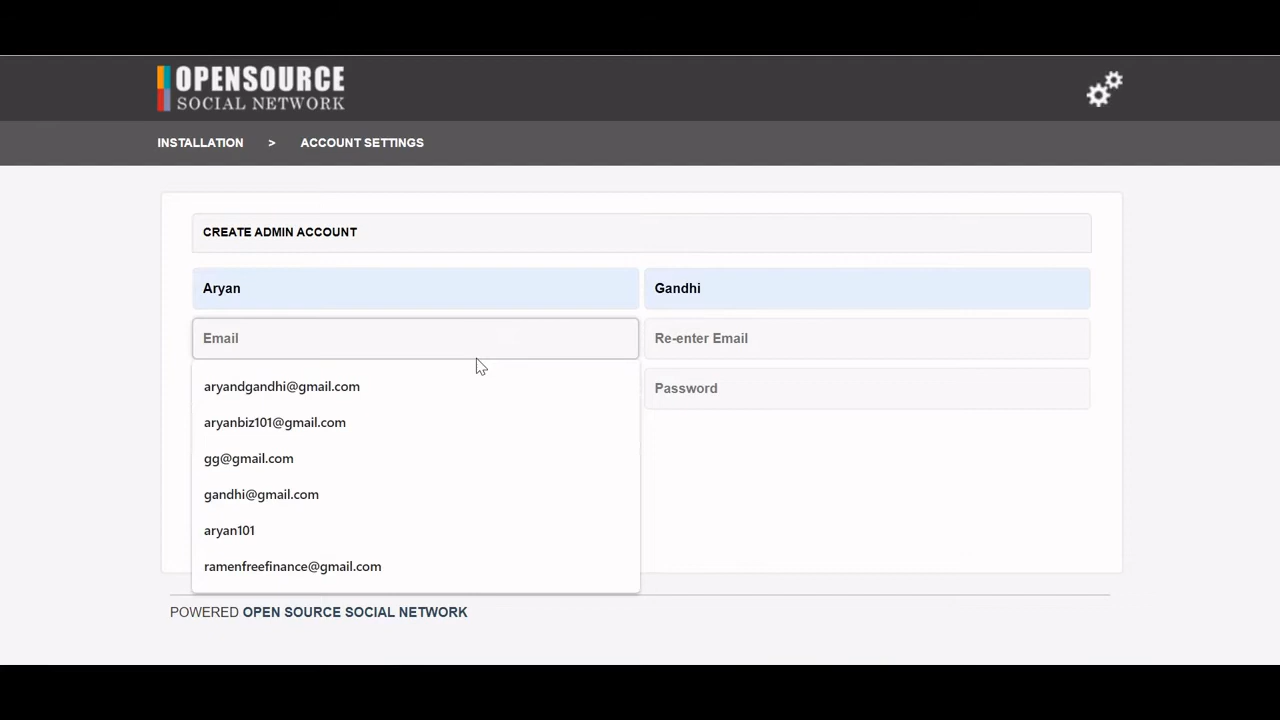 OPENSOURCE
SOCIAL NETWORK
INSTALLATION > ACCOUNT SETTINGS
CREATE ADMIN ACCOUNT
Aryan
Gandhi
Email
Re-enter Email
Password
aryandgandhi@gmail.com
aryanbiz101@gmail.com
gg@gmail.com
gandhi@gmail.com
aryan101
ramenfreefinance@gmail.com
POWERED OPEN SOURCE SOCIAL NETWORK